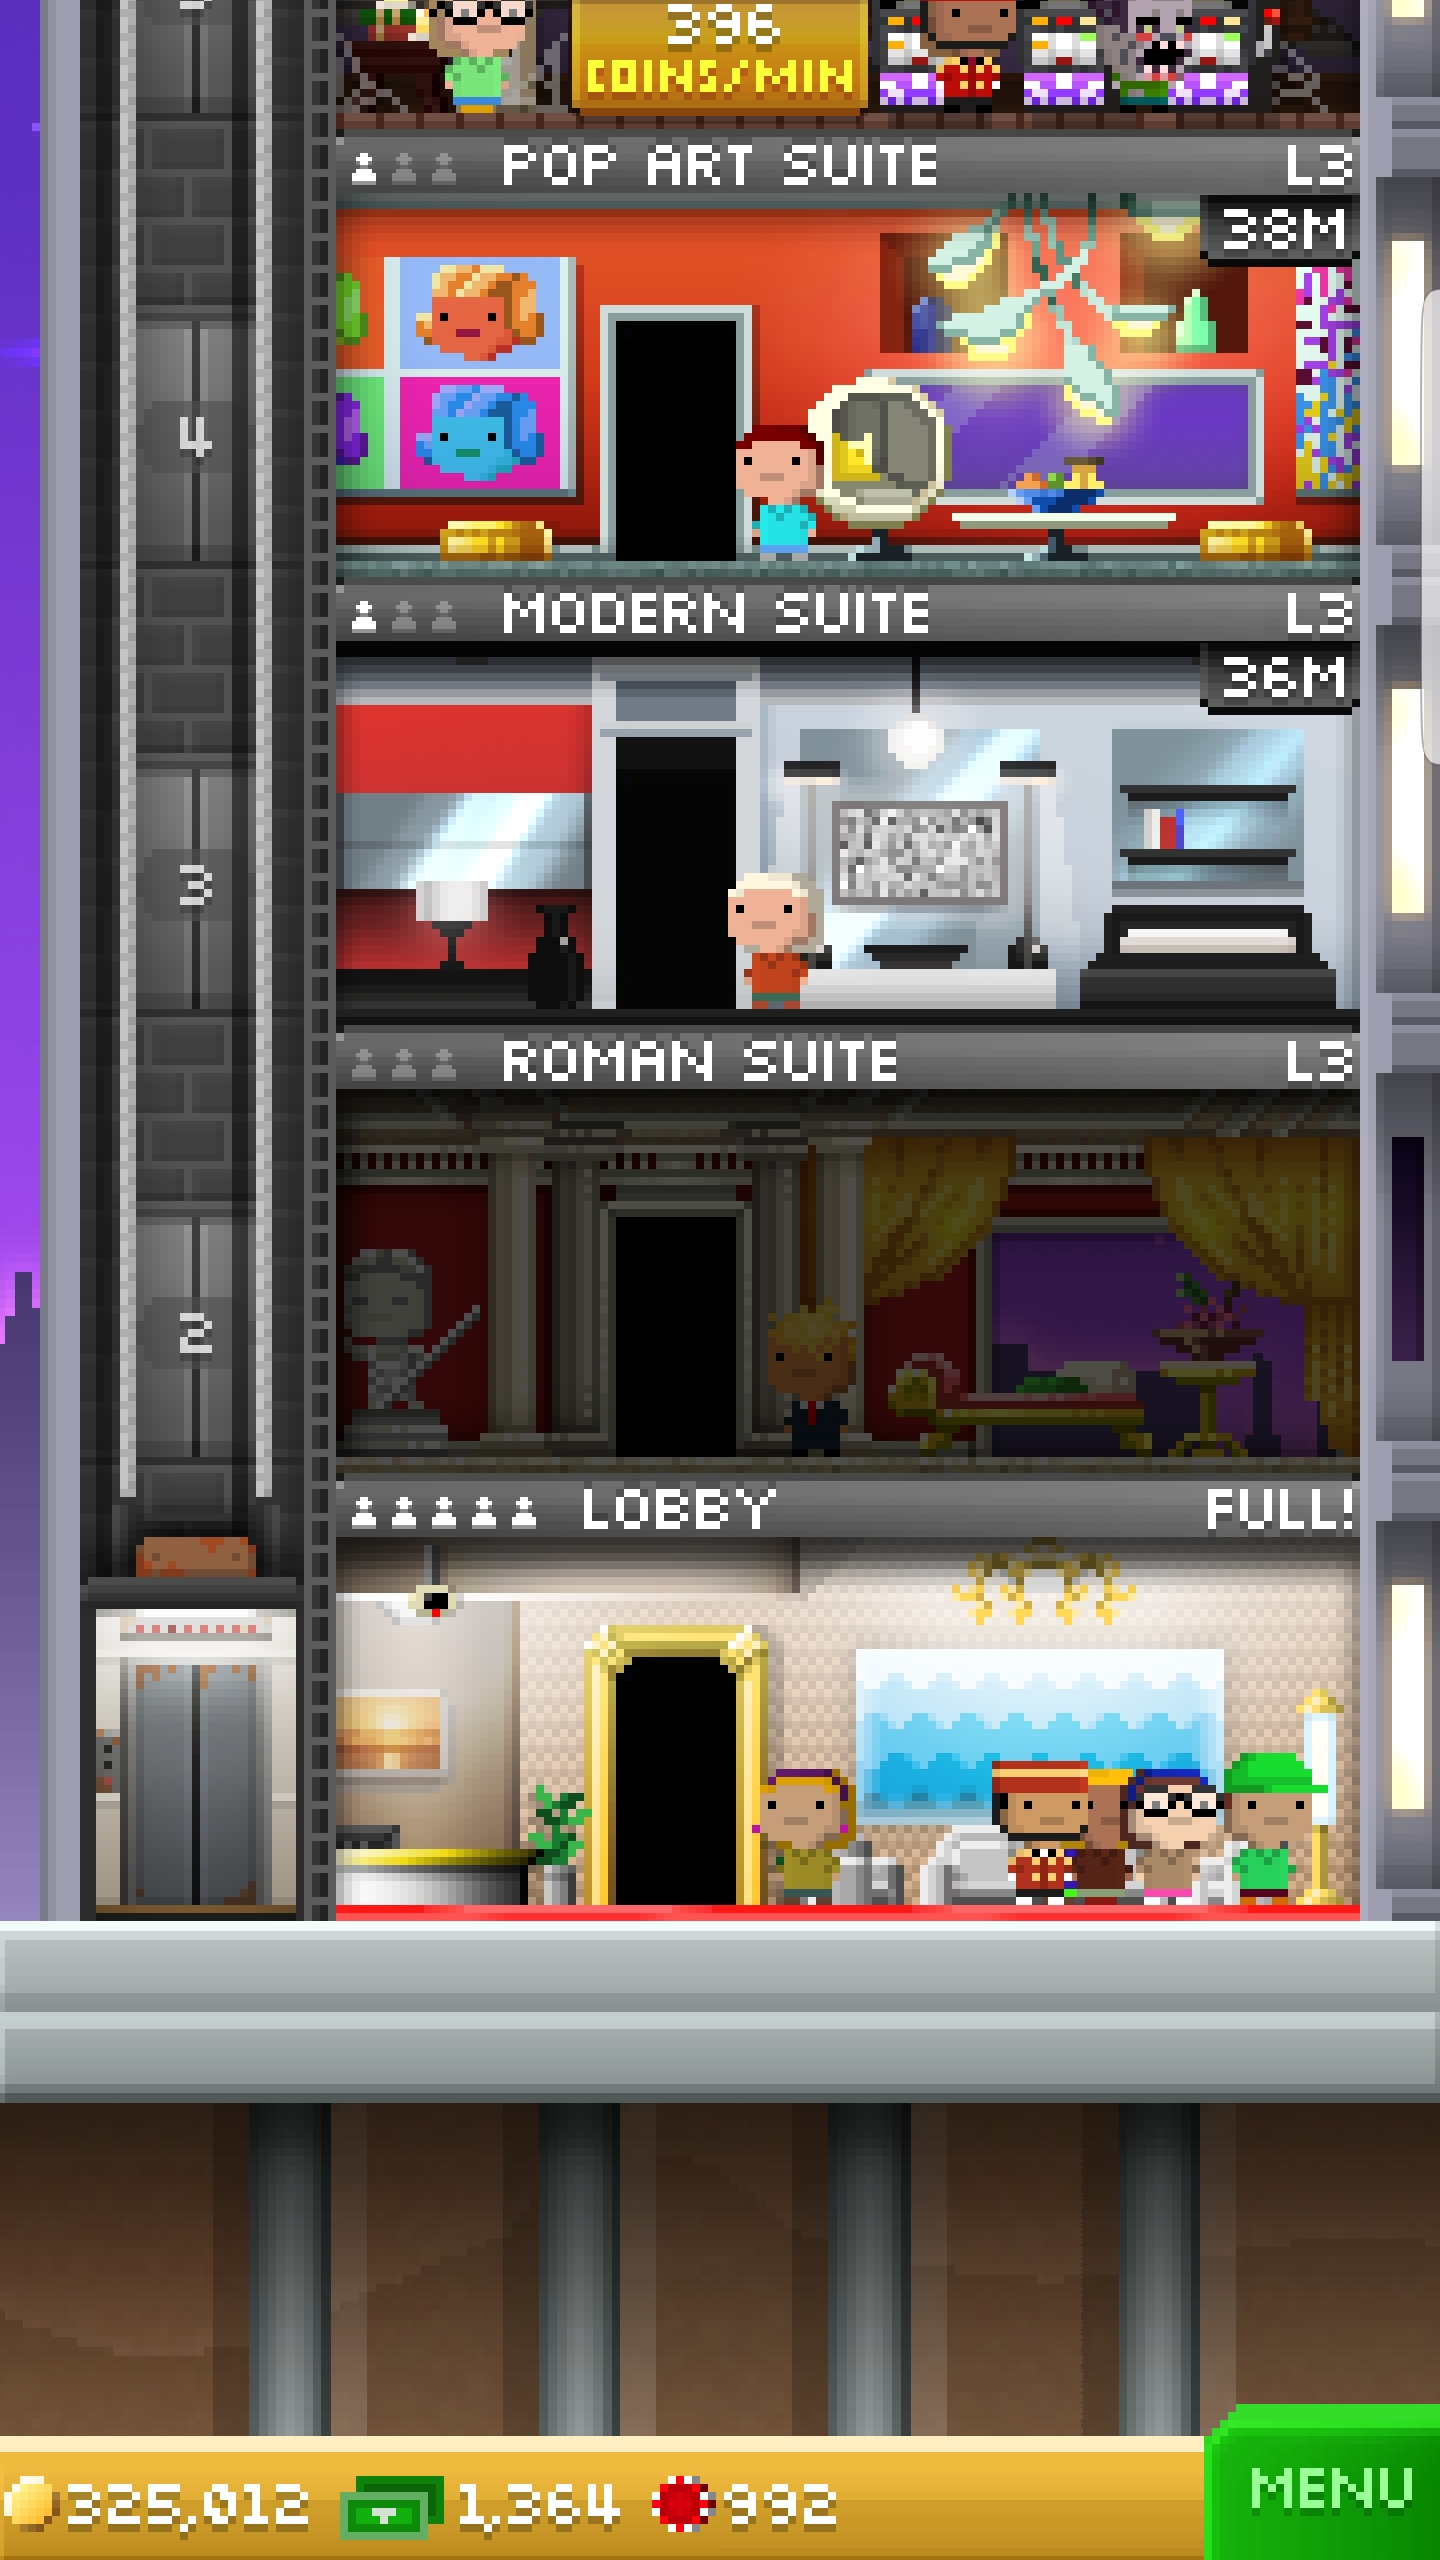 396
COINS/MIN
POP ART SUITE L3
38M
4
MODERN SUITE L3
36M
3
ROMAN SUITE L3
2
LOBBY FULL!
325,012 1,364 992 MENU